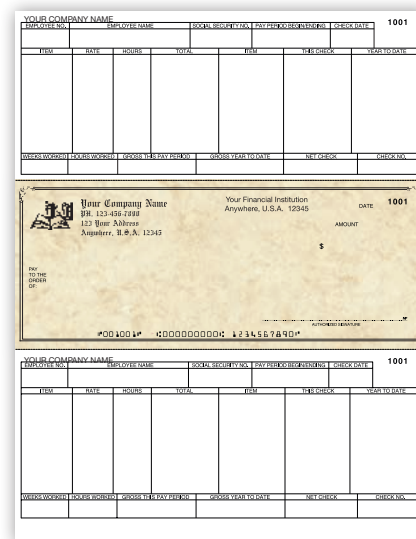 YOUR COMPANY NAME 1001
EMPLOYEE NO. EMPLOYEE NAME SOCIAL SECURITY NO. PAY PERIOD BEGIN/ENDING CHECK DATE
ITEM RATE HOURS TOTAL ITEM THIS CHECK YEAR TO DATE
WEEKS WORKED HOURS WORKED GROSS THIS PAY PERIOD GROSS YEAR TO DATE NET CHECK CHECK NO.
Your Company Name Your Financial Institution DATE 1001
PH. 123-456-7890 Anywhere, U.S.A. 12345
123 Your Address AMOUNT
Anywhere, U.S.A. 12345
$
PAY
TO THE
ORDER
OF:
AUTHORIZED SIGNATURE
⑈001001⑈ ⑆000000000⑆ 1234567890⑈
YOUR COMPANY NAME 1001
EMPLOYEE NO. EMPLOYEE NAME SOCIAL SECURITY NO. PAY PERIOD BEGIN/ENDING CHECK DATE
ITEM RATE HOURS TOTAL ITEM THIS CHECK YEAR TO DATE
WEEKS WORKED HOURS WORKED GROSS THIS PAY PERIOD GROSS YEAR TO DATE NET CHECK CHECK NO.